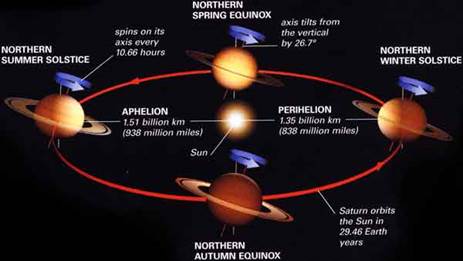 NORTHERN
SPRING EQUINOX
spins on its
axis every
10.66 hours
axis tilts from
the vertical
by 26.7°
NORTHERN
SUMMER SOLSTICE
NORTHERN
WINTER SOLSTICE
APHELION
1.51 billion km
(938 million miles)
PERIHELION
1.35 billion km
(838 million miles)
Sun
Saturn orbits
the Sun in
29.46 Earth
years
NORTHERN
AUTUMN EQUINOX